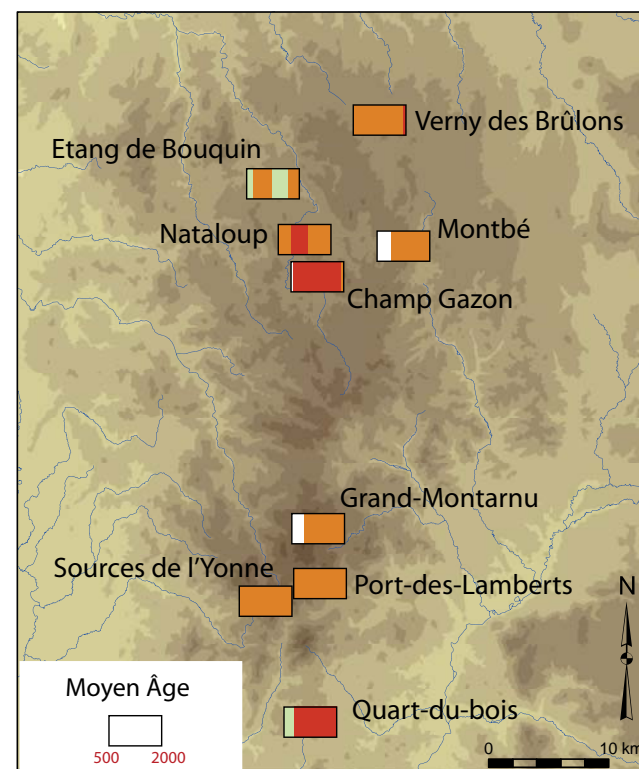 Verny des Brûlons
Etang de Bouquin
Nataloup
Montbé
Champ Gazon
Grand-Montarnu
Sources de l'Yonne
Port-des-Lamberts
N
Moyen Âge
500 2000
Quart-du-bois
0 10 km